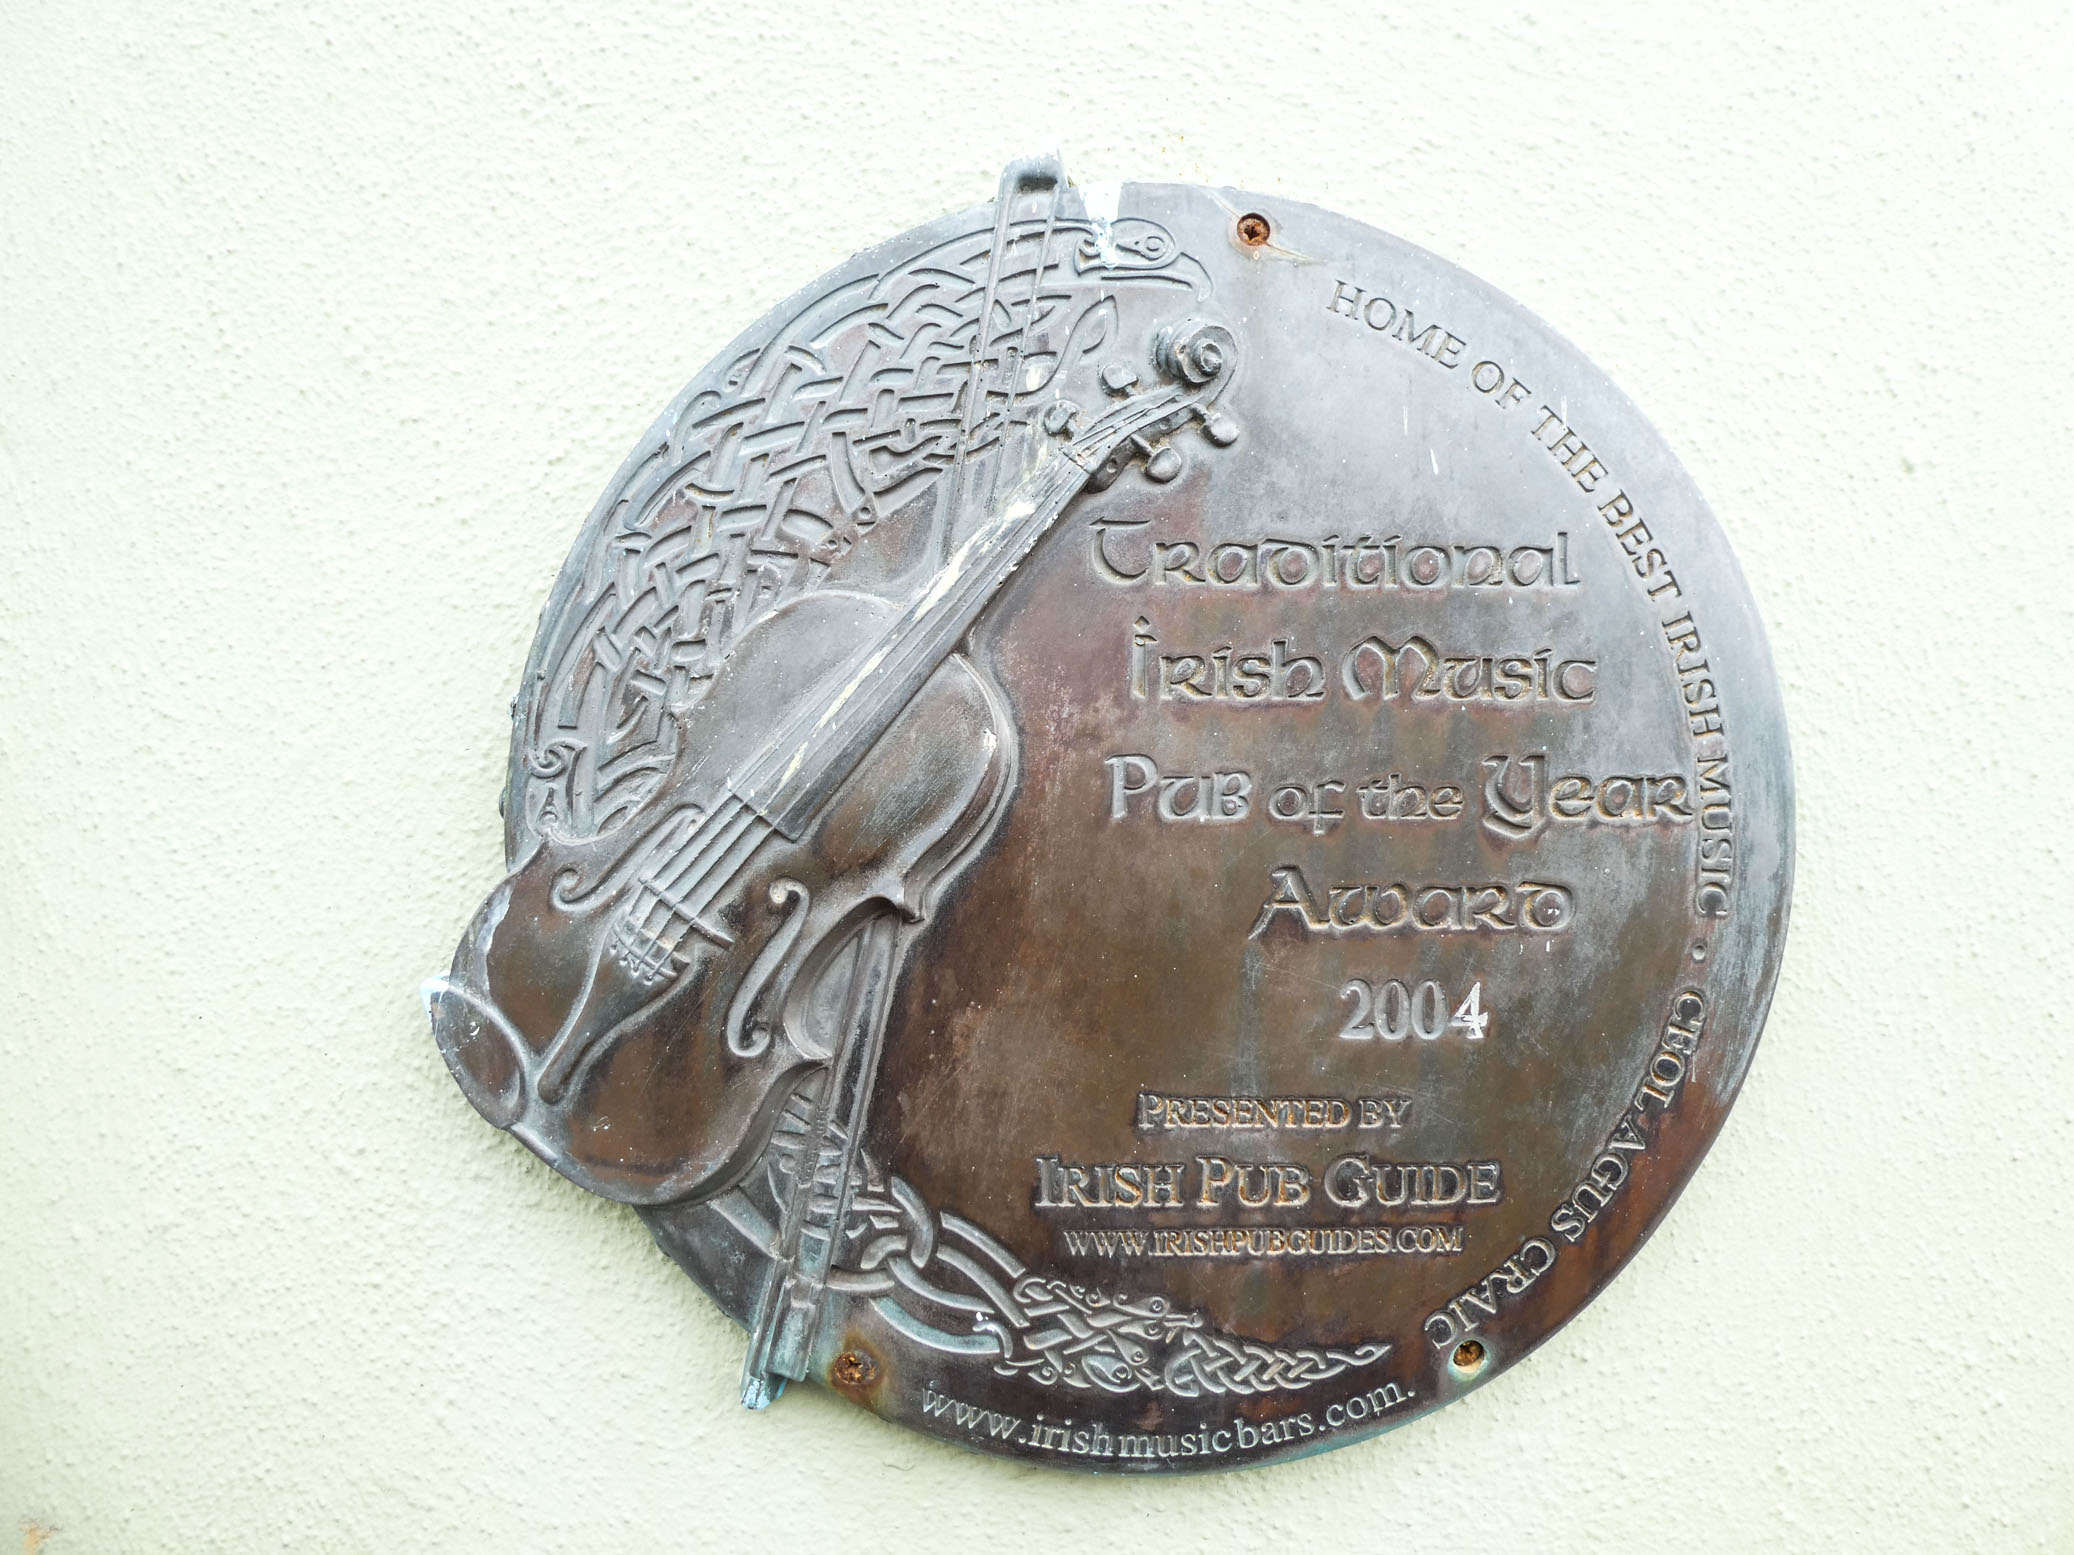 HOME OF THE BEST IRISH MUSIC • CEOL AGUS CRAIC
Traditional
Irish Music
Pub of the Year
Award
2004
PRESENTED BY
IRISH PUB GUIDE
WWW.IRISHPUBGUIDES.COM
www.irishmusicbars.com.